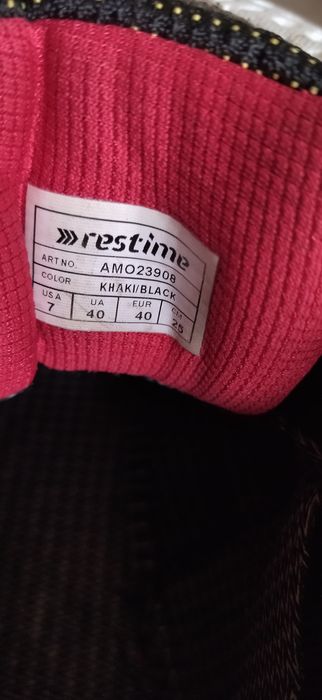 restime
ART NO. AMO23908
COLOR KHAKI/BLACK
USA UA EUR
7 40 40 25